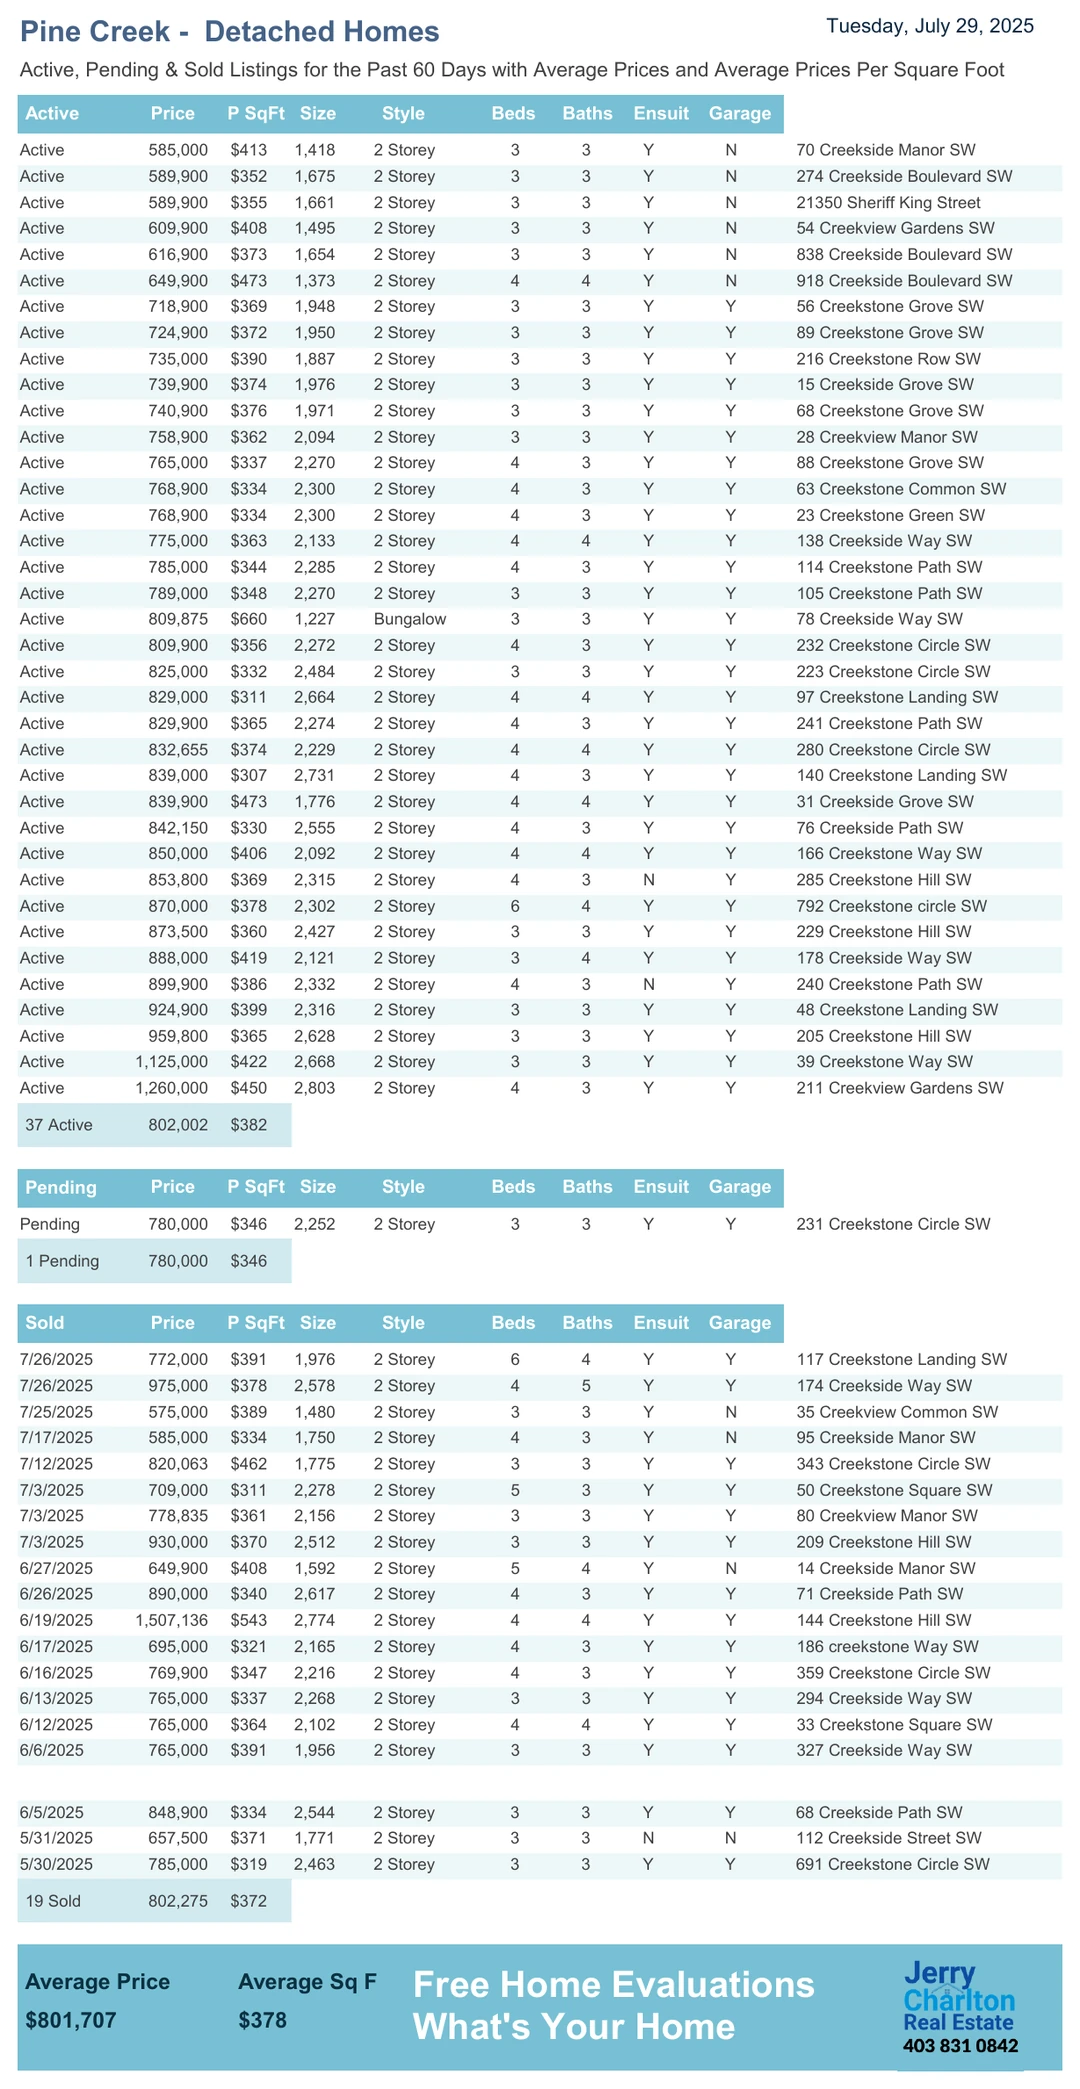 Pine Creek - Detached Homes
Tuesday, July 29, 2025
Active, Pending & Sold Listings for the Past 60 Days with Average Prices and Average Prices Per Square Foot
Active Price P SqFt Size Style Beds Baths Ensuit Garage
Active 585,000 $413 1,418 2 Storey 3 3 Y N 70 Creekside Manor SW
Active 589,900 $352 1,675 2 Storey 3 3 Y N 274 Creekside Boulevard SW
Active 589,900 $355 1,661 2 Storey 3 3 Y N 21350 Sheriff King Street
Active 609,900 $408 1,495 2 Storey 3 3 Y N 54 Creekview Gardens SW
Active 616,900 $373 1,654 2 Storey 3 3 Y N 838 Creekside Boulevard SW
Active 649,900 $473 1,373 2 Storey 4 4 Y N 918 Creekside Boulevard SW
Active 718,900 $369 1,948 2 Storey 3 3 Y Y 56 Creekstone Grove SW
Active 724,900 $372 1,950 2 Storey 3 3 Y Y 89 Creekstone Grove SW
Active 735,000 $390 1,887 2 Storey 3 3 Y Y 216 Creekstone Row SW
Active 739,900 $374 1,976 2 Storey 3 3 Y Y 15 Creekside Grove SW
Active 740,900 $376 1,971 2 Storey 3 3 Y Y 68 Creekstone Grove SW
Active 758,900 $362 2,094 2 Storey 3 3 Y Y 28 Creekview Manor SW
Active 765,000 $337 2,270 2 Storey 4 3 Y Y 88 Creekstone Grove SW
Active 768,900 $334 2,300 2 Storey 4 3 Y Y 63 Creekstone Common SW
Active 768,900 $334 2,300 2 Storey 4 3 Y Y 23 Creekstone Green SW
Active 775,000 $363 2,133 2 Storey 4 4 Y Y 138 Creekside Way SW
Active 785,000 $344 2,285 2 Storey 4 3 Y Y 114 Creekstone Path SW
Active 789,000 $348 2,270 2 Storey 3 3 Y Y 105 Creekstone Path SW
Active 809,875 $660 1,227 Bungalow 3 3 Y Y 78 Creekside Way SW
Active 809,900 $356 2,272 2 Storey 4 3 Y Y 232 Creekstone Circle SW
Active 825,000 $332 2,484 2 Storey 3 3 Y Y 223 Creekstone Circle SW
Active 829,000 $311 2,664 2 Storey 4 4 Y Y 97 Creekstone Landing SW
Active 829,900 $365 2,274 2 Storey 4 3 Y Y 241 Creekstone Path SW
Active 832,655 $374 2,229 2 Storey 4 4 Y Y 280 Creekstone Circle SW
Active 839,000 $307 2,731 2 Storey 4 3 Y Y 140 Creekstone Landing SW
Active 839,900 $473 1,776 2 Storey 4 4 Y Y 31 Creekside Grove SW
Active 842,150 $330 2,555 2 Storey 4 3 Y Y 76 Creekside Path SW
Active 850,000 $406 2,092 2 Storey 4 4 Y Y 166 Creekstone Way SW
Active 853,800 $369 2,315 2 Storey 4 3 N Y 285 Creekstone Hill SW
Active 870,000 $378 2,302 2 Storey 6 4 Y Y 792 Creekstone circle SW
Active 873,500 $360 2,427 2 Storey 3 3 Y Y 229 Creekstone Hill SW
Active 888,000 $419 2,121 2 Storey 3 4 Y Y 178 Creekside Way SW
Active 899,900 $386 2,332 2 Storey 4 3 N Y 240 Creekstone Path SW
Active 924,900 $399 2,316 2 Storey 3 3 Y Y 48 Creekstone Landing SW
Active 959,800 $365 2,628 2 Storey 3 3 Y Y 205 Creekstone Hill SW
Active 1,125,000 $422 2,668 2 Storey 3 3 Y Y 39 Creekstone Way SW
Active 1,260,000 $450 2,803 2 Storey 4 3 Y Y 211 Creekview Gardens SW
37 Active 802,002 $382
Pending Price P SqFt Size Style Beds Baths Ensuit Garage
Pending 780,000 $346 2,252 2 Storey 3 3 Y Y 231 Creekstone Circle SW
1 Pending 780,000 $346
Sold Price P SqFt Size Style Beds Baths Ensuit Garage
7/26/2025 772,000 $391 1,976 2 Storey 6 4 Y Y 117 Creekstone Landing SW
7/26/2025 975,000 $378 2,578 2 Storey 4 5 Y Y 174 Creekside Way SW
7/25/2025 575,000 $389 1,480 2 Storey 3 3 Y N 35 Creekview Common SW
7/17/2025 585,000 $334 1,750 2 Storey 4 3 Y N 95 Creekside Manor SW
7/12/2025 820,063 $462 1,775 2 Storey 3 3 Y Y 343 Creekstone Circle SW
7/3/2025 709,000 $311 2,278 2 Storey 5 3 Y Y 50 Creekstone Square SW
7/3/2025 778,835 $361 2,156 2 Storey 3 3 Y Y 80 Creekview Manor SW
7/3/2025 930,000 $370 2,512 2 Storey 3 3 Y Y 209 Creekstone Hill SW
6/27/2025 649,900 $408 1,592 2 Storey 5 4 Y N 14 Creekside Manor SW
6/26/2025 890,000 $340 2,617 2 Storey 4 3 Y Y 71 Creekside Path SW
6/19/2025 1,507,136 $543 2,774 2 Storey 4 4 Y Y 144 Creekstone Hill SW
6/17/2025 695,000 $321 2,165 2 Storey 4 3 Y Y 186 creekstone Way SW
6/16/2025 769,900 $347 2,216 2 Storey 4 3 Y Y 359 Creekstone Circle SW
6/13/2025 765,000 $337 2,268 2 Storey 3 3 Y Y 294 Creekside Way SW
6/12/2025 765,000 $364 2,102 2 Storey 4 4 Y Y 33 Creekstone Square SW
6/6/2025 765,000 $391 1,956 2 Storey 3 3 Y Y 327 Creekside Way SW
6/5/2025 848,900 $334 2,544 2 Storey 3 3 Y Y 68 Creekside Path SW
5/31/2025 657,500 $371 1,771 2 Storey 3 3 N N 112 Creekside Street SW
5/30/2025 785,000 $319 2,463 2 Storey 3 3 Y Y 691 Creekstone Circle SW
19 Sold 802,275 $372
Average Price Average Sq F
$801,707 $378
Free Home Evaluations
What's Your Home
Jerry
Charlton
Real Estate
403 831 0842